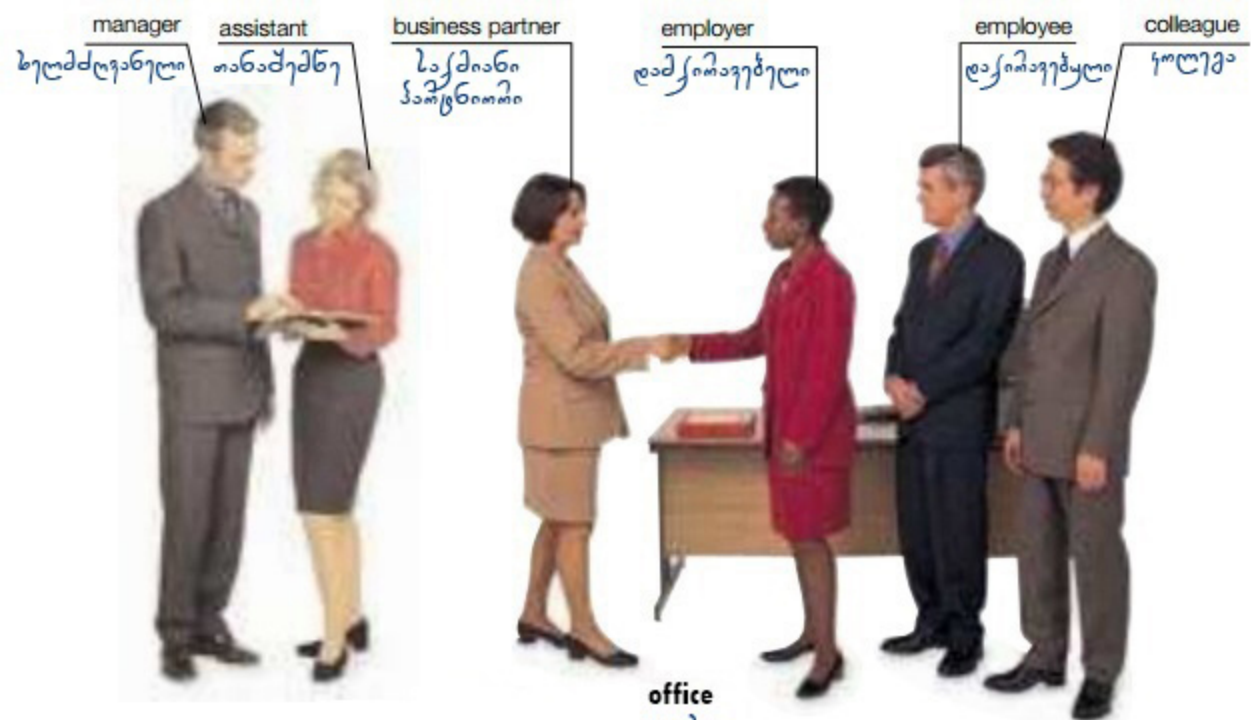 manager
ხელმძღვანელი
assistant
თანაშემწე
business partner
საქმიანი
პარტნიორი
employer
დამქირავებელი
employee
დაქირავებული
colleague
კოლეგა
office